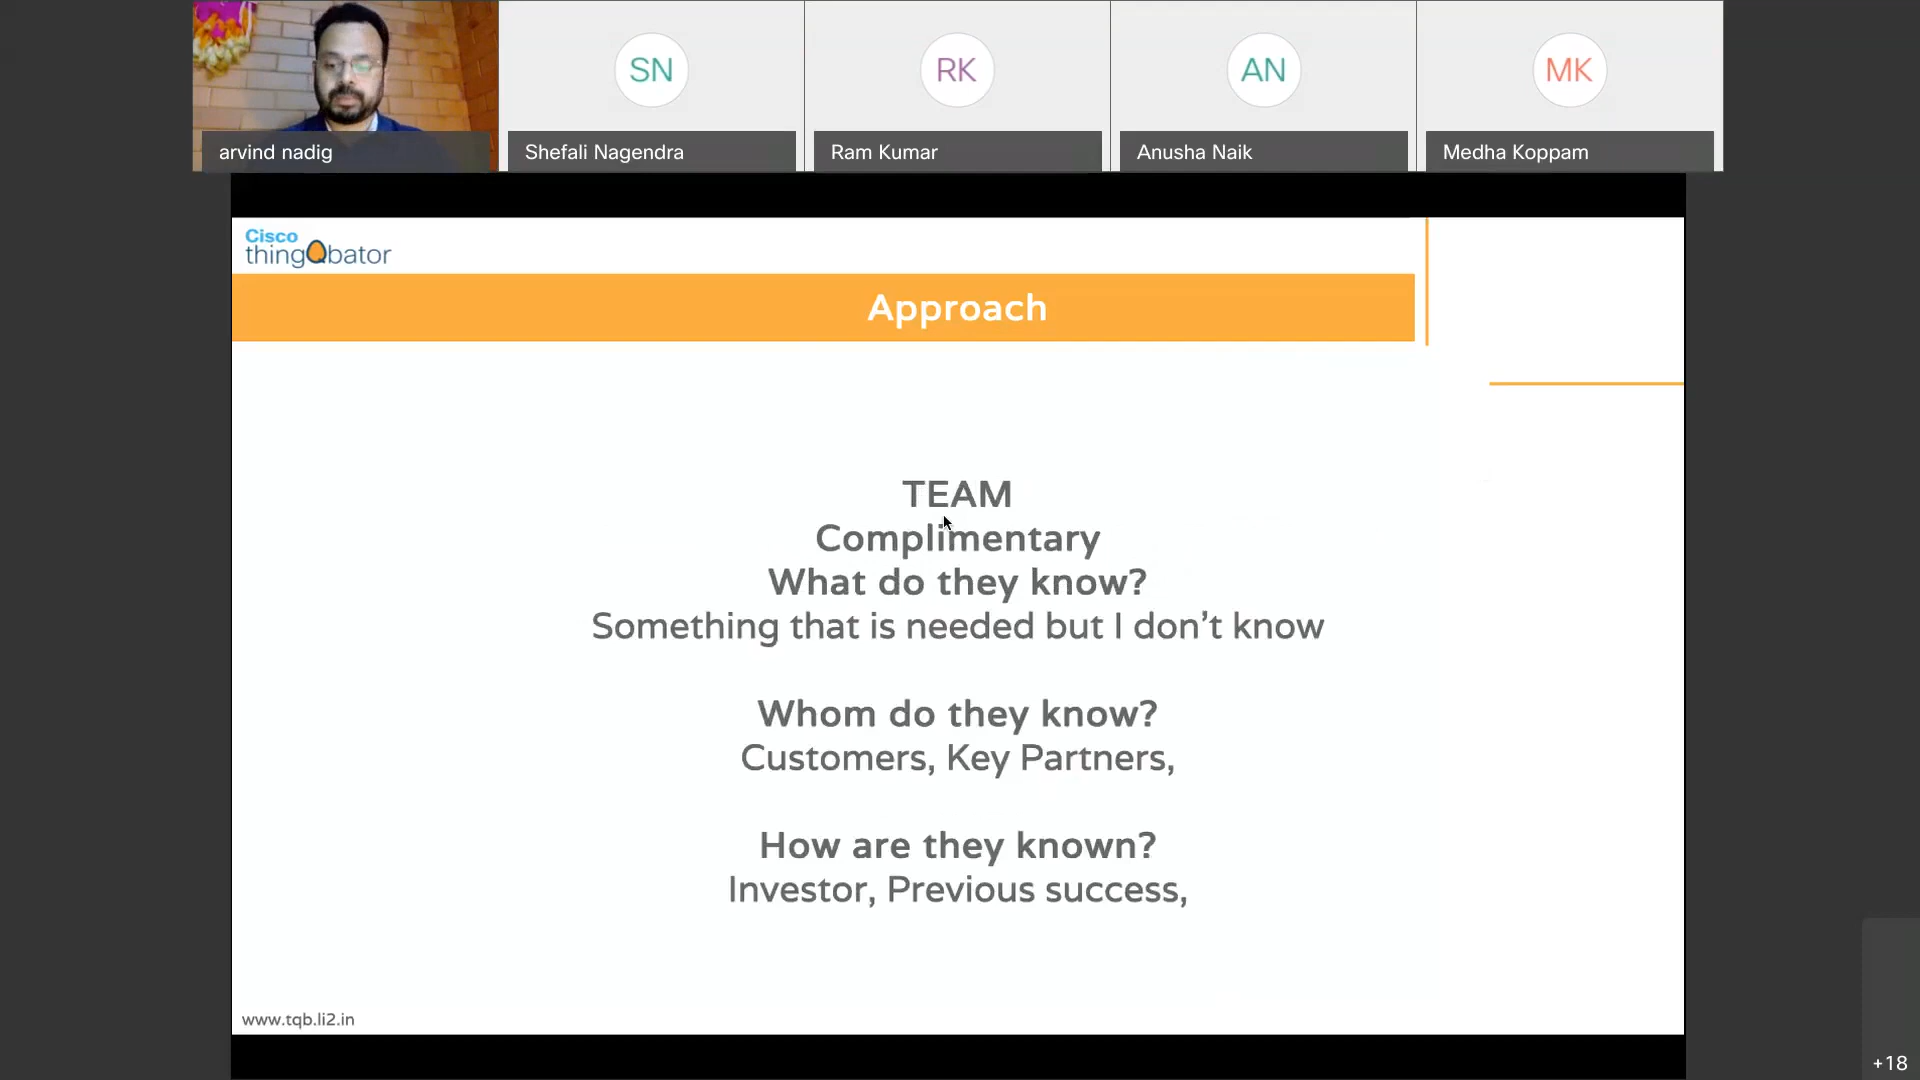 SN
RK
AN
MK
arvind nadig
Shefali Nagendra
Ram Kumar
Anusha Naik
Medha Koppam
Cisco
thingQbator
Approach
TEAM
Complimentary
What do they know?
Something that is needed but I don't know
Whom do they know?
Customers, Key Partners,
How are they known?
Investor, Previous success,
www.tqb.li2.in
+18